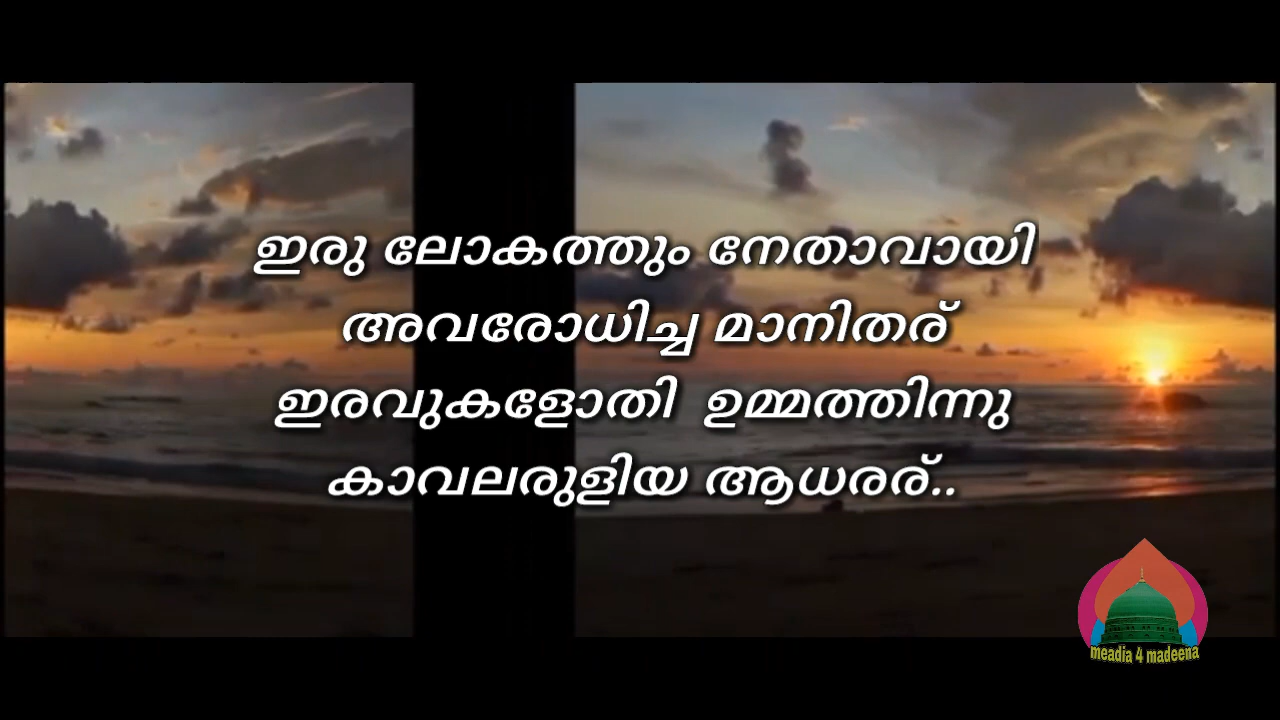 ഇരു ലോകത്തും നേതാവായി
അവരോധിച്ച മാനിതര്
ഇരവുകളോതി ഉമ്മത്തിന്നു
കാവലരുളിയ ആധരര്..
meadia 4 madeena